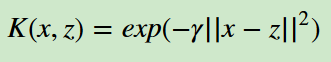 K(x, z) = exp(−γ||x − z||²)